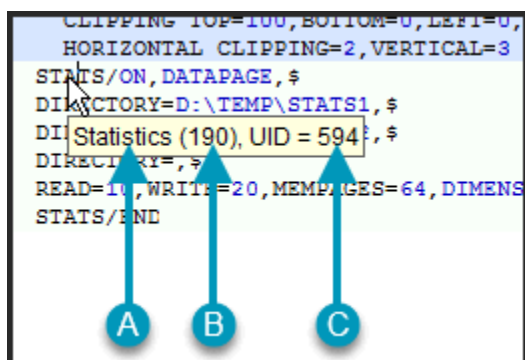 CLIPPING TOP=100,BOTTOM=0,LEFT=0,
HORIZONTAL CLIPPING=2,VERTICAL=3
STATS/ON,DATAPAGE,$
DIRECTORY=D:\TEMP\STATS1,$
Statistics (190), UID = 594
,$
DIRECTORY=,$
READ=10,WRITE=20,MEMPAGES=64,DIMENS
STATS/END
A B C